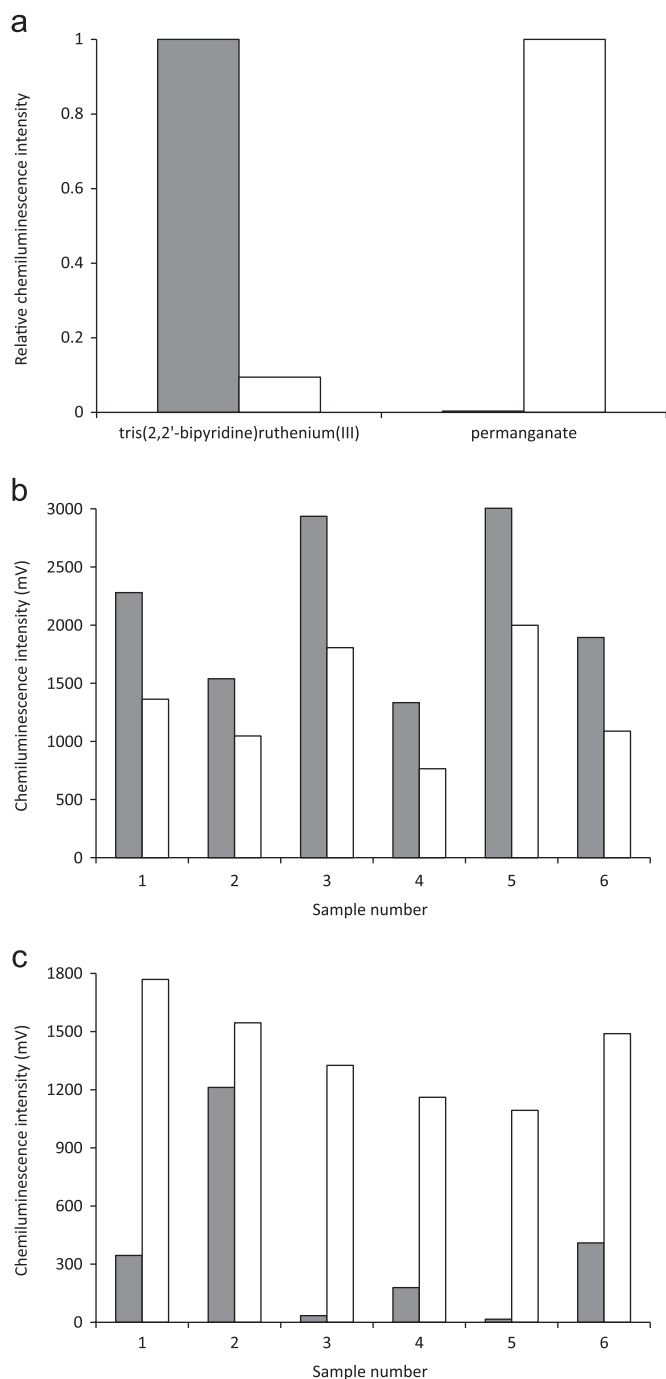 a
Relative chemiluminescence intensity
1
0.8
0.6
0.4
0.2
0
tris(2,2'-bipyridine)ruthenium(III) permanganate
b
Chemiluminescence intensity (mV)
3000
2500
2000
1500
1000
500
0
1 2 3 4 5 6
Sample number
c
Chemiluminescence intensity (mV)
1800
1500
1200
900
600
300
0
1 2 3 4 5 6
Sample number